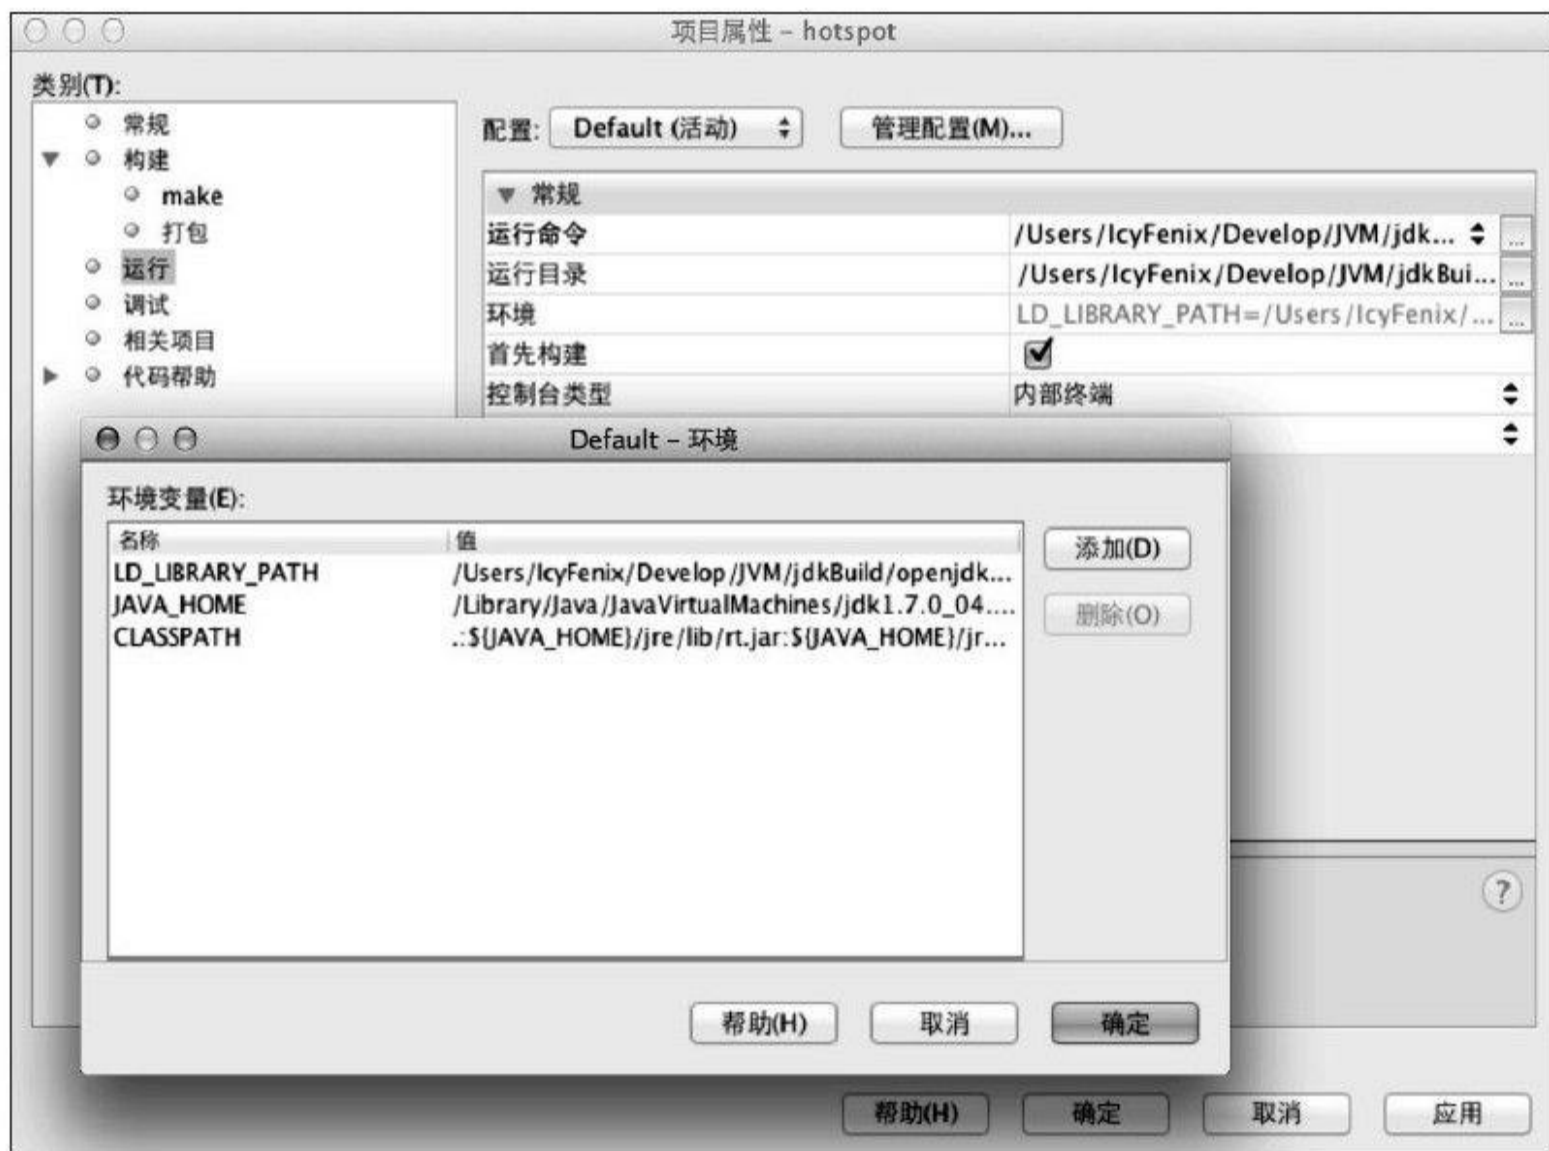 项目属性 – hotspot
类别(T):
常规
构建
make
打包
运行
调试
相关项目
代码帮助
配置: Default (活动) 管理配置(M)...
常规
运行命令 /Users/IcyFenix/Develop/JVM/jdk... ...
运行目录 /Users/IcyFenix/Develop/JVM/jdkBui... ...
环境 LD_LIBRARY_PATH=/Users/IcyFenix/... ...
首先构建
控制台类型 内部终端
Default – 环境
环境变量(E):
名称 值
LD_LIBRARY_PATH /Users/IcyFenix/Develop/JVM/jdkBuild/openjdk...
JAVA_HOME /Library/Java/JavaVirtualMachines/jdk1.7.0_04....
CLASSPATH .:${JAVA_HOME}/jre/lib/rt.jar:${JAVA_HOME}/jr...
添加(D)
删除(O)
?
帮助(H) 取消 确定
帮助(H) 确定 取消 应用